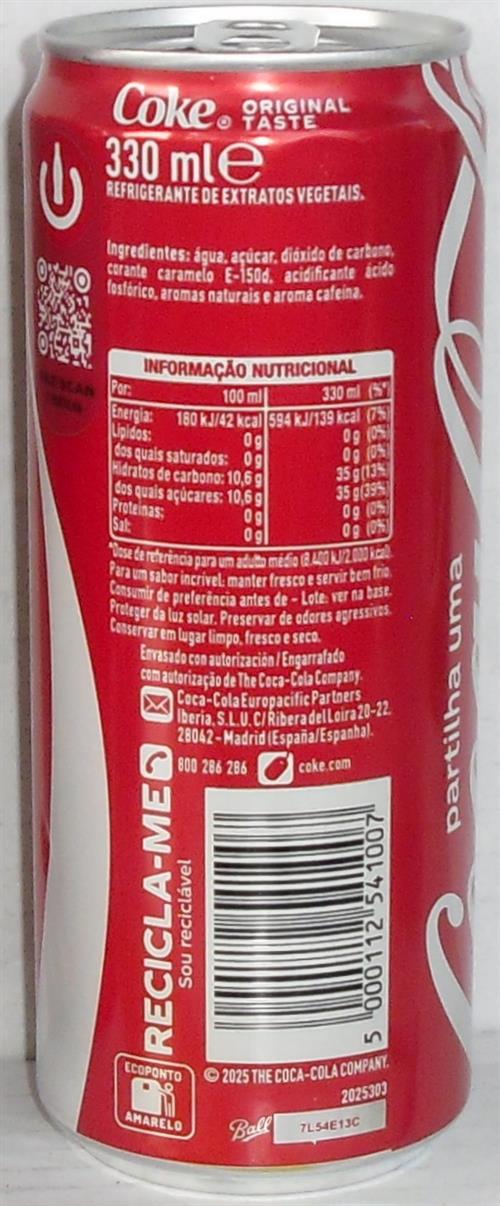 Coke ® ORIGINAL TASTE
330 ml ℮
REFRIGERANTE DE EXTRATOS VEGETAIS.
Ingredientes: água, açúcar, dióxido de carbono,
corante caramelo E-150d, acidificante ácido
fosfórico, aromas naturais e aroma cafeína.
INFORMAÇÃO NUTRICIONAL
Por: 100 ml 330 ml (%*)
Energia: 180 kJ/42 kcal 594 kJ/139 kcal (7%)
Lípidos: 0 g 0 g (0%)
dos quais saturados: 0 g 0 g (0%)
Hidratos de carbono: 10,6 g 35 g (13%)
dos quais açúcares: 10,6 g 35 g (39%)
Proteínas: 0 g 0 g (0%)
Sal: 0 g 0 g (0%)
*Dose de referência para um adulto médio (8.400 kJ/2.000 kcal).
Para um sabor incrível: manter fresco e servir bem frio.
Consumir de preferência antes de - Lote: ver na base.
Proteger da luz solar. Preservar de odores agressivos.
Conservar em lugar limpo, fresco e seco.
Envasado con autorización / Engarrafado
com autorização de The Coca-Cola Company.
Coca-Cola Europacific Partners
Iberia, S.L.U. C/ Ribera del Loira 20-22.
28042 - Madrid (España/Espanha).
800 286 286 coke.com
RECICLA-ME
Sou reciclável
5 000112 541007
ECOPONTO
AMARELO
© 2025 THE COCA-COLA COMPANY.
2025303
Ball 7L54E13C
partilha uma